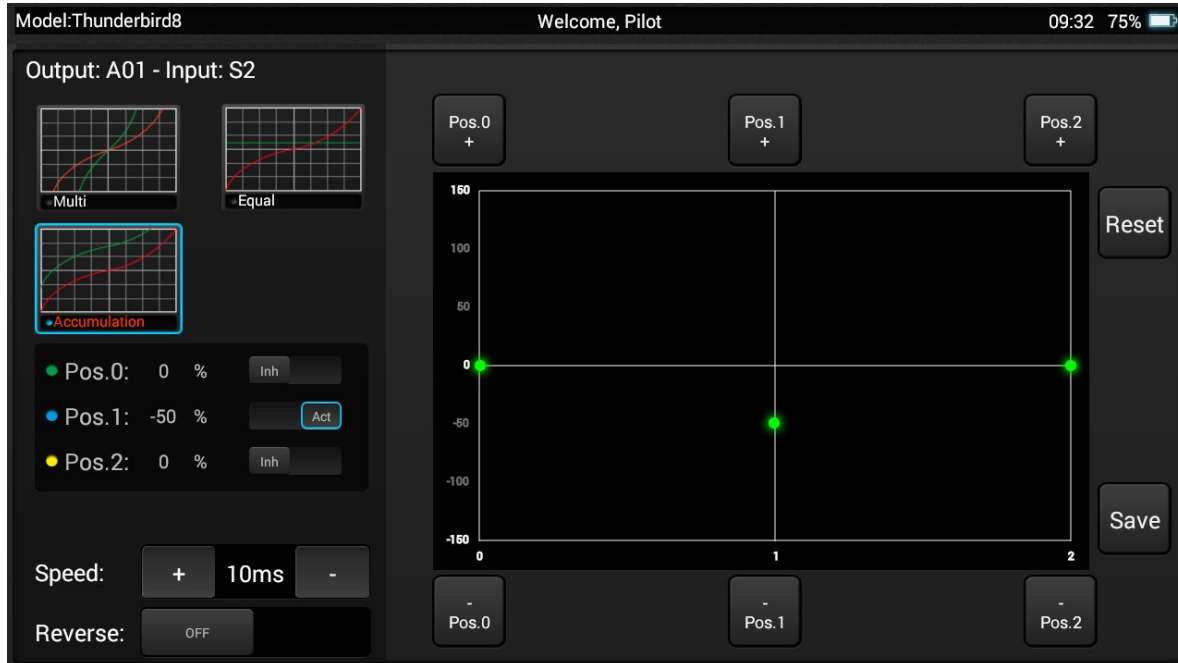 Model:Thunderbird8 Welcome, Pilot 09:32 75%
Output: A01 - Input: S2
Multi Equal
Accumulation
Pos.0: 0 % Inh
Pos.1: -50 % Act
Pos.2: 0 % Inh
Speed: + 10ms -
Reverse: OFF
Pos.0 + Pos.1 + Pos.2 +
150
100
50
0
-50
-100
-150
0 1 2
- Pos.0 - Pos.1 - Pos.2
Reset
Save